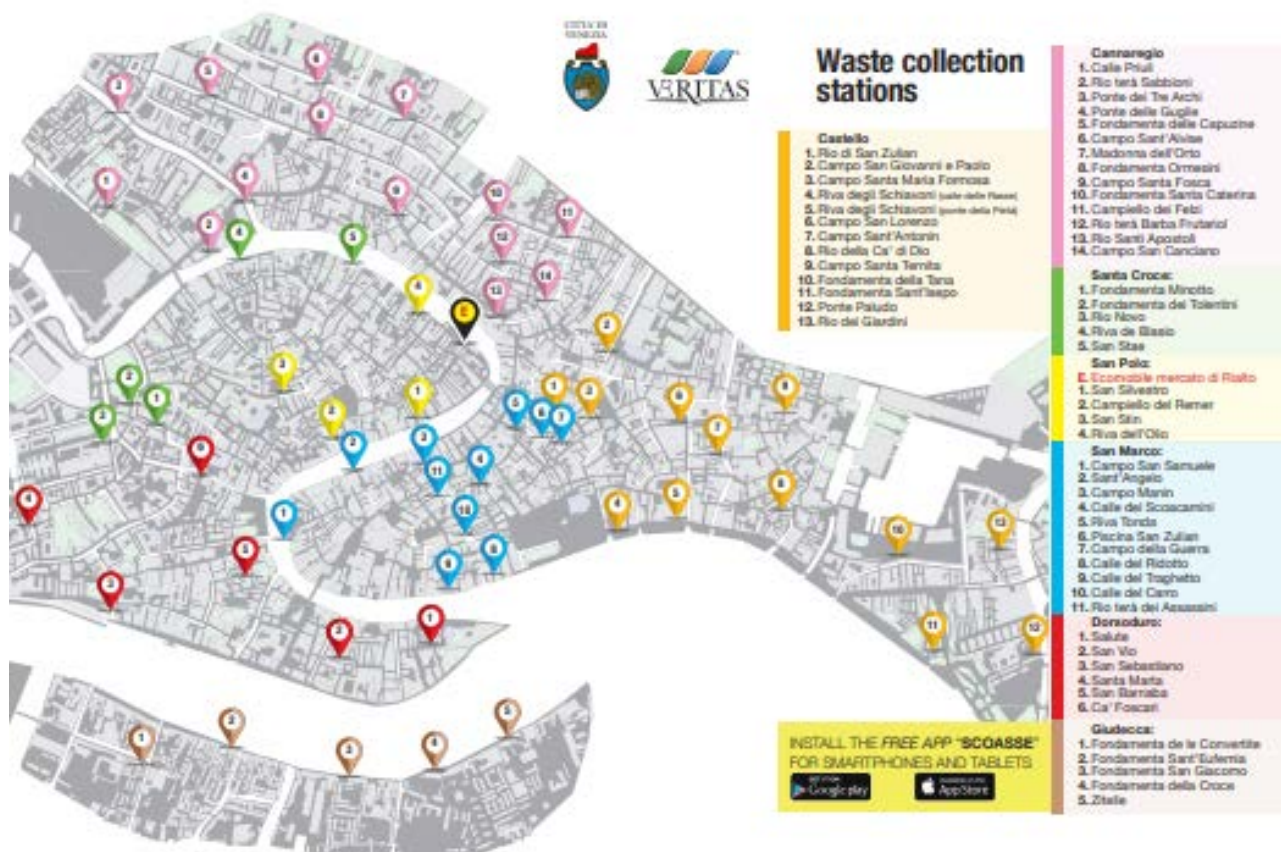 CITTÀ DI
VENEZIA
VERITAS
Waste collection
stations
Castello
1. Rio di San Zulian
2. Campo San Giovanni e Paolo
3. Campo Santa Maria Formosa
4. Riva degli Schiavoni (calle delle Rasse)
5. Riva degli Schiavoni (ponte della Pietà)
6. Campo San Lorenzo
7. Campo Sant'Antonin
8. Rio della Ca' di Dio
9. Campo Santa Ternita
10. Fondamenta della Tana
11. Fondamenta Sant'Isepo
12. Ponte Paludo
13. Rio dei Giardini
Cannaregio
1. Calle Priuli
2. Rio terà Sabbioni
3. Ponte dei Tre Archi
4. Ponte delle Guglie
5. Fondamenta delle Capuzine
6. Campo Sant'Alvise
7. Madonna dell'Orto
8. Fondamenta Ormesini
9. Campo Santa Fosca
10. Fondamenta Santa Caterina
11. Campiello dei Felzi
12. Rio terà Barba Frutariol
13. Rio Santi Apostoli
14. Campo San Canciano
Santa Croce:
1. Fondamenta Minotto
2. Fondamenta dei Tolentini
3. Rio Novo
4. Riva de Biasio
5. San Stae
San Polo:
E. Ecomobile mercato di Rialto
1. San Silvestro
2. Campiello del Remer
3. San Stin
4. Riva dell'Olio
San Marco:
1. Campo San Samuele
2. Sant'Angelo
3. Campo Manin
4. Calle dei Scoacamini
5. Riva Tonda
6. Piscina San Zulian
7. Campo della Guerra
8. Calle del Ridotto
9. Calle del Traghetto
10. Calle del Carro
11. Rio terà dei Assassini
Dorsoduro:
1. Salute
2. San Vio
3. San Sebastiano
4. Santa Marta
5. San Barnaba
6. Ca' Foscari
Giudecca:
1. Fondamenta de le Convertite
2. Fondamenta Sant'Eufemia
3. Fondamenta San Giacomo
4. Fondamenta della Croce
5. Zitelle
INSTALL THE FREE APP "SCOASSE"
FOR SMARTPHONES AND TABLETS
Google play
App Store